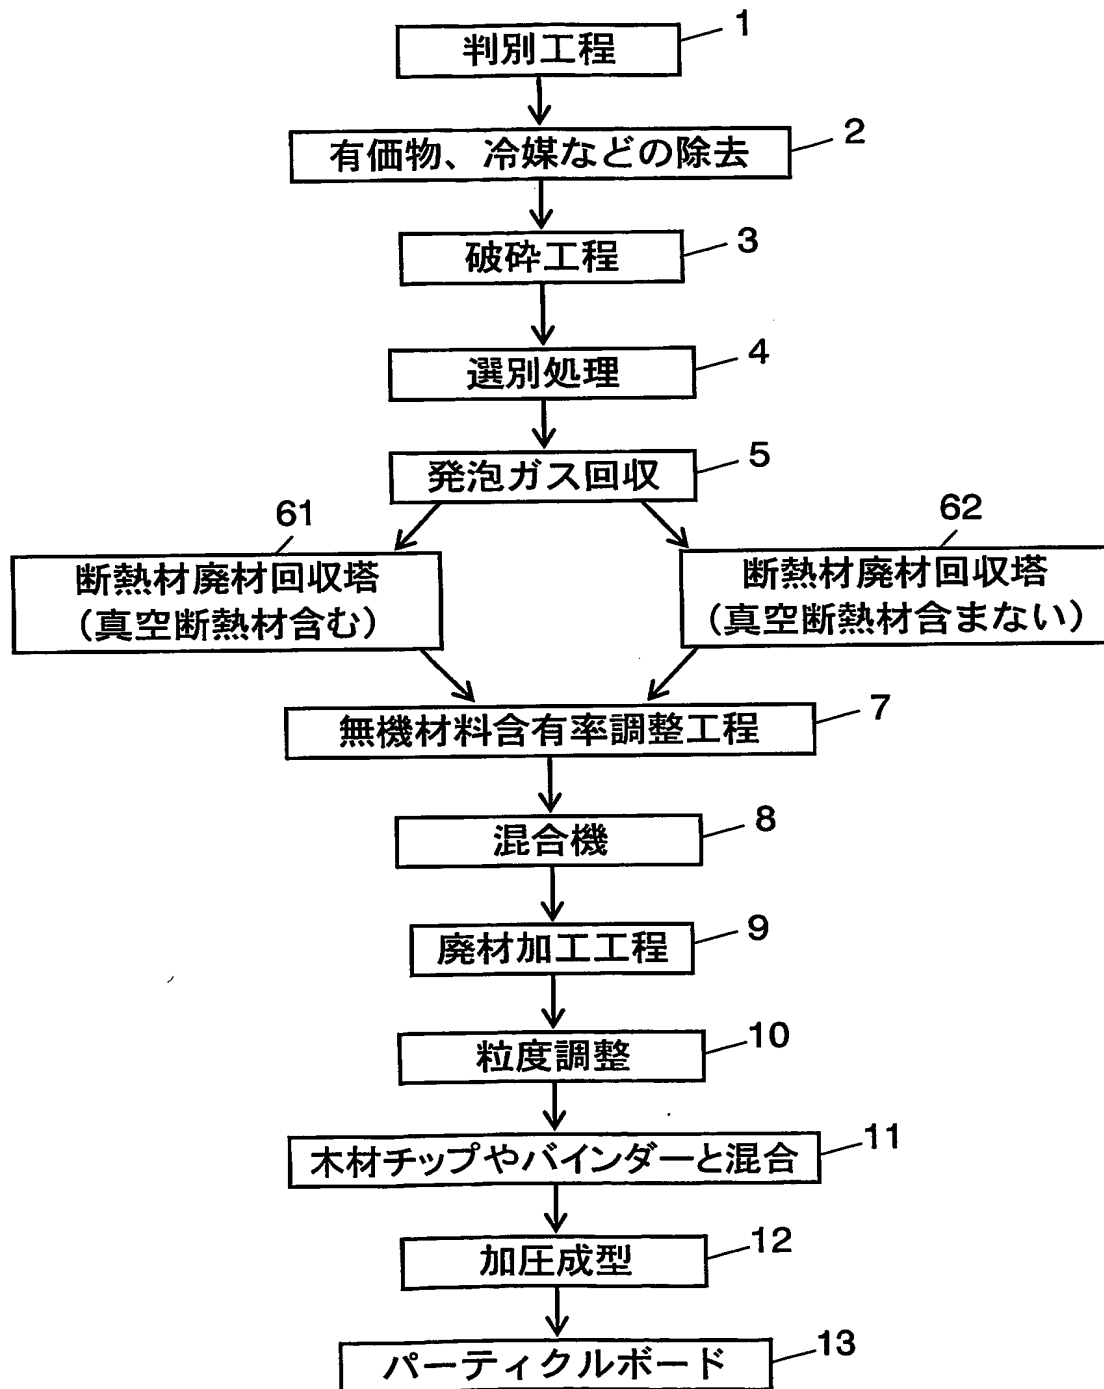 1
判別工程
2
有価物、冷媒などの除去
3
破砕工程
4
選別処理
5
発泡ガス回収
61
断熱材廃材回収塔
(真空断熱材含む)
62
断熱材廃材回収塔
(真空断熱材含まない)
7
無機材料含有率調整工程
8
混合機
9
廃材加工工程
10
粒度調整
11
木材チップやバインダーと混合
12
加圧成型
13
パーティクルボード